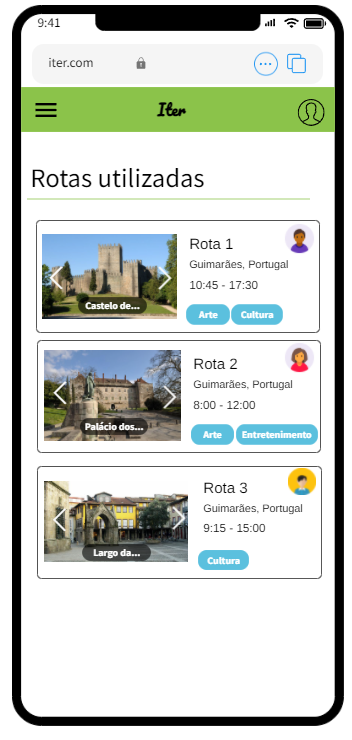 9:41
iter.com
Iter
Rotas utilizadas
Rota 1
Guimarães, Portugal
10:45 - 17:30
Castelo de...
Arte Cultura
Rota 2
Guimarães, Portugal
8:00 - 12:00
Palácio dos...
Arte Entretenimento
Rota 3
Guimarães, Portugal
9:15 - 15:00
Largo da...
Cultura